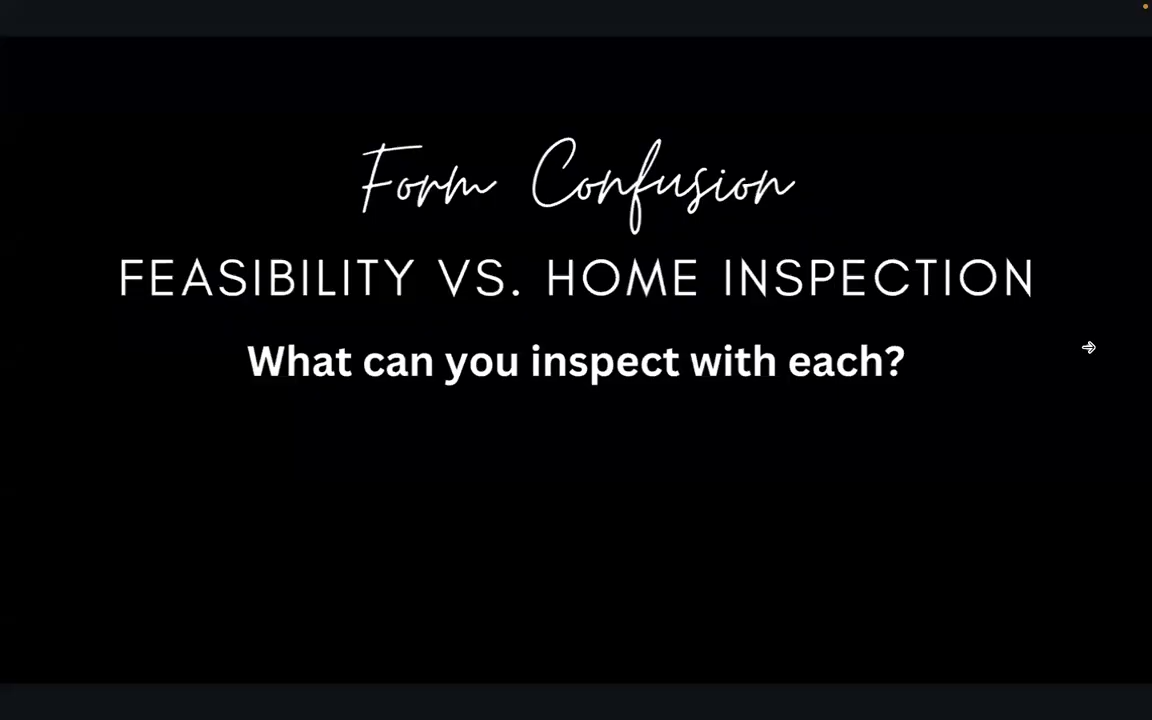 Form Confusion
FEASIBILITY VS. HOME INSPECTION
What can you inspect with each?